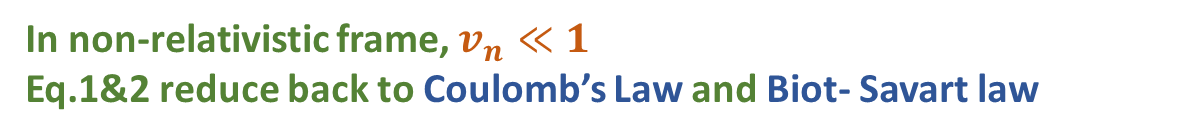 In non-relativistic frame, vₙ ≪ 1
Eq.1&2 reduce back to Coulomb’s Law and Biot- Savart law